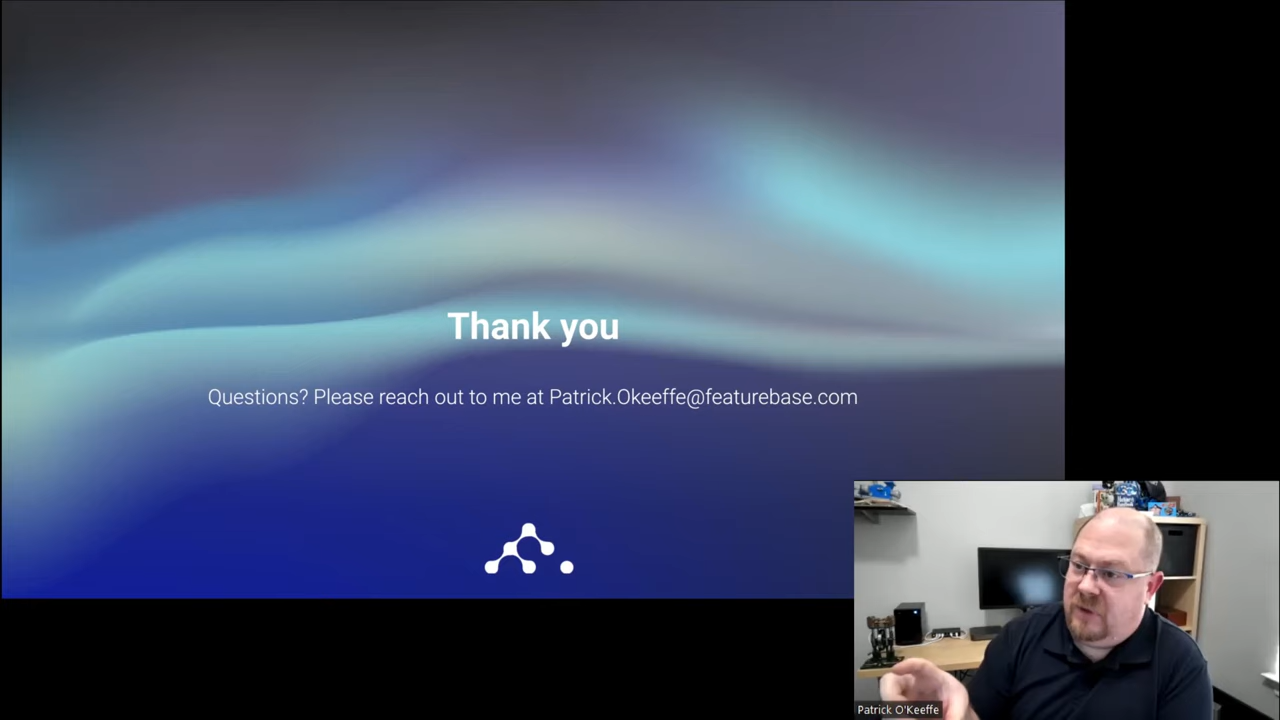 Thank you
Questions? Please reach out to me at Patrick.Okeeffe@featurebase.com
Patrick O'Keeffe